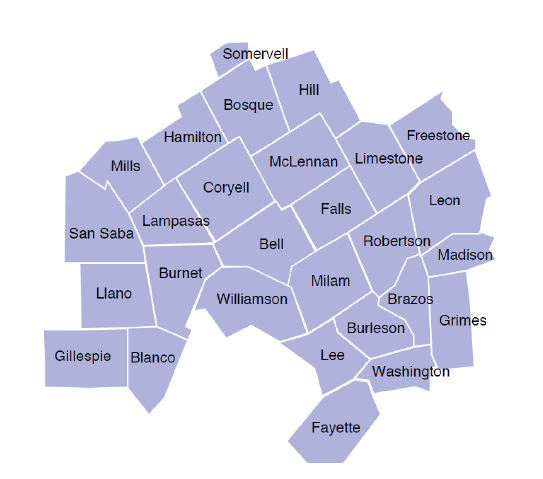 Somervell
Hill
Bosque
Hamilton
Freestone
McLennan
Limestone
Mills
Coryell
Leon
Falls
Lampasas
San Saba
Robertson
Bell
Madison
Burnet
Milam
Llano
Williamson
Brazos
Grimes
Burleson
Lee
Gillespie
Blanco
Washington
Fayette